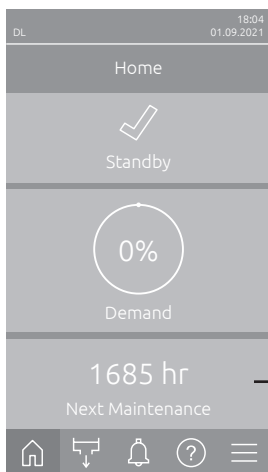 18:04
DL 01.09.2021
Home
Standby
0%
Demand
1685 hr
Next Maintenance
?